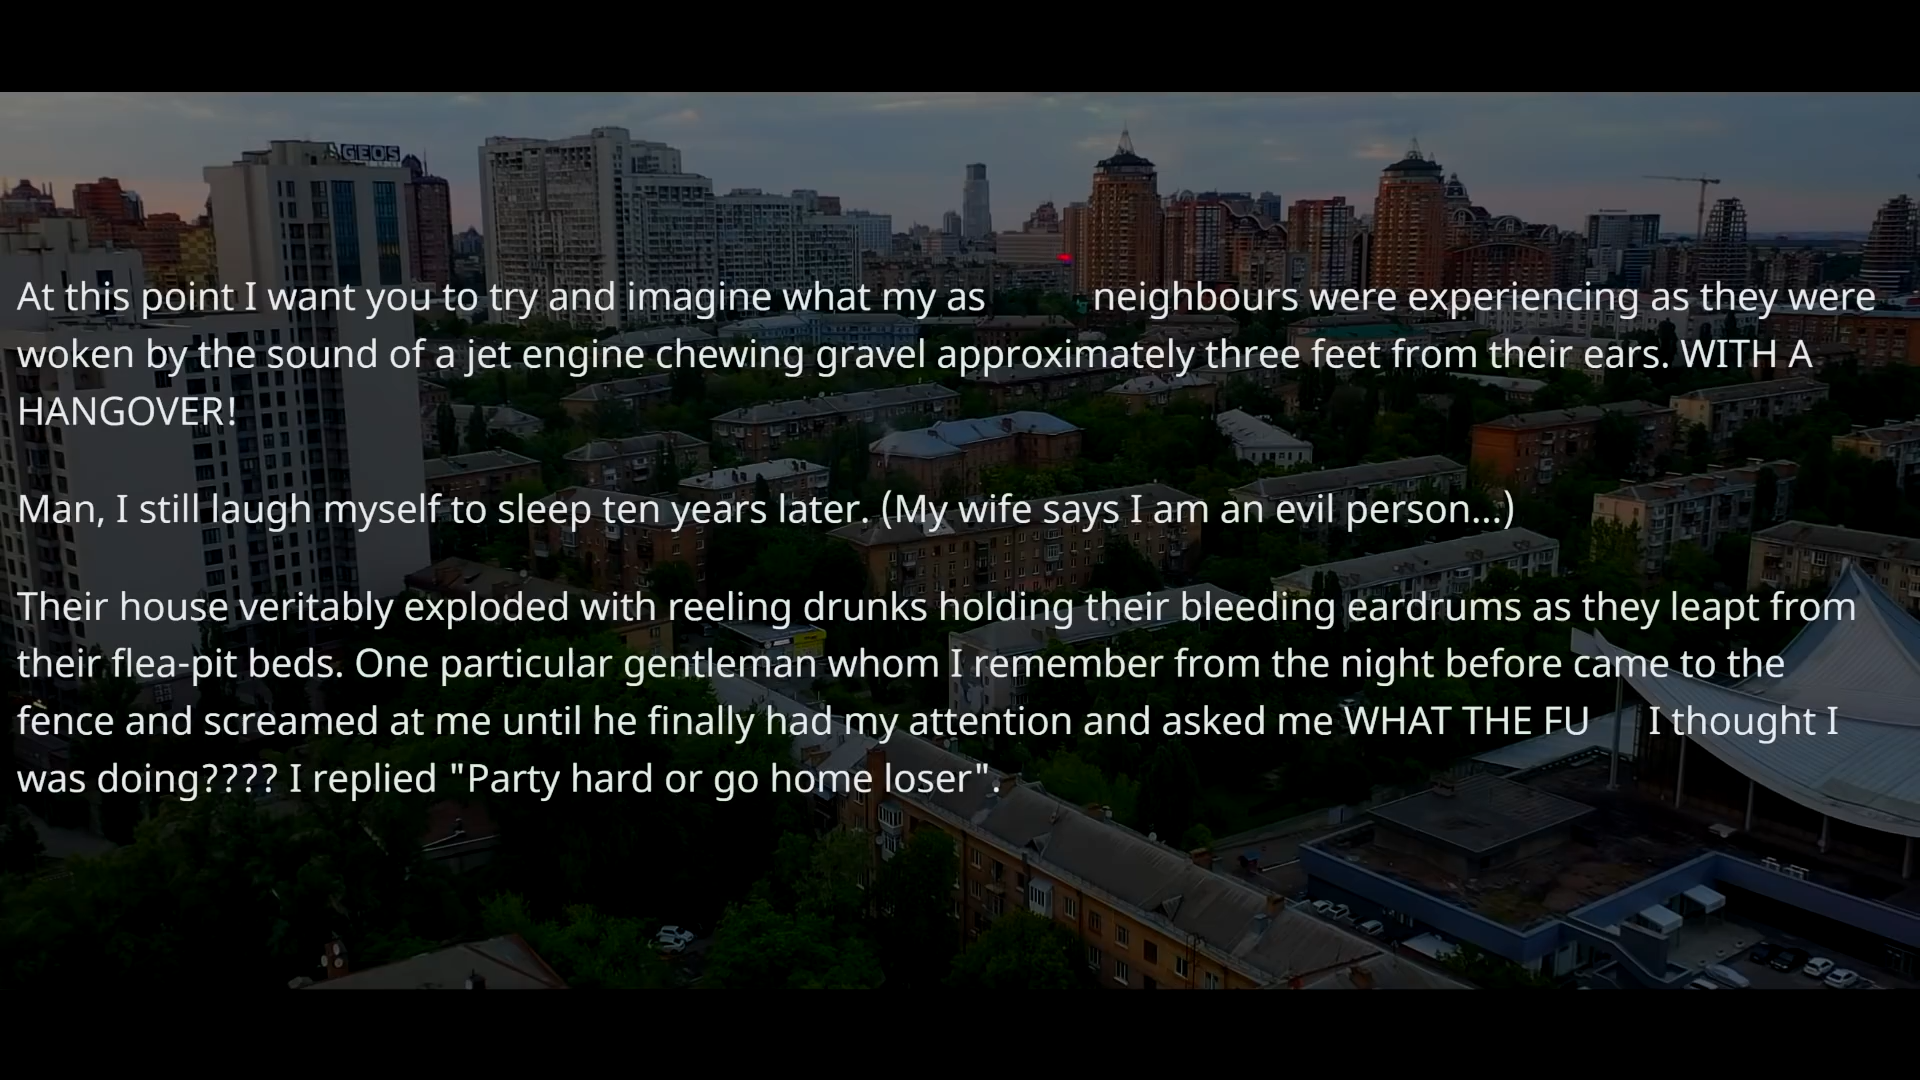 GEOS
At this point I want you to try and imagine what my as neighbours were experiencing as they were
woken by the sound of a jet engine chewing gravel approximately three feet from their ears. WITH A
HANGOVER!
Man, I still laugh myself to sleep ten years later. (My wife says I am an evil person...)
Their house veritably exploded with reeling drunks holding their bleeding eardrums as they leapt from
their flea-pit beds. One particular gentleman whom I remember from the night before came to the
fence and screamed at me until he finally had my attention and asked me WHAT THE FU I thought I
was doing???? I replied "Party hard or go home loser".